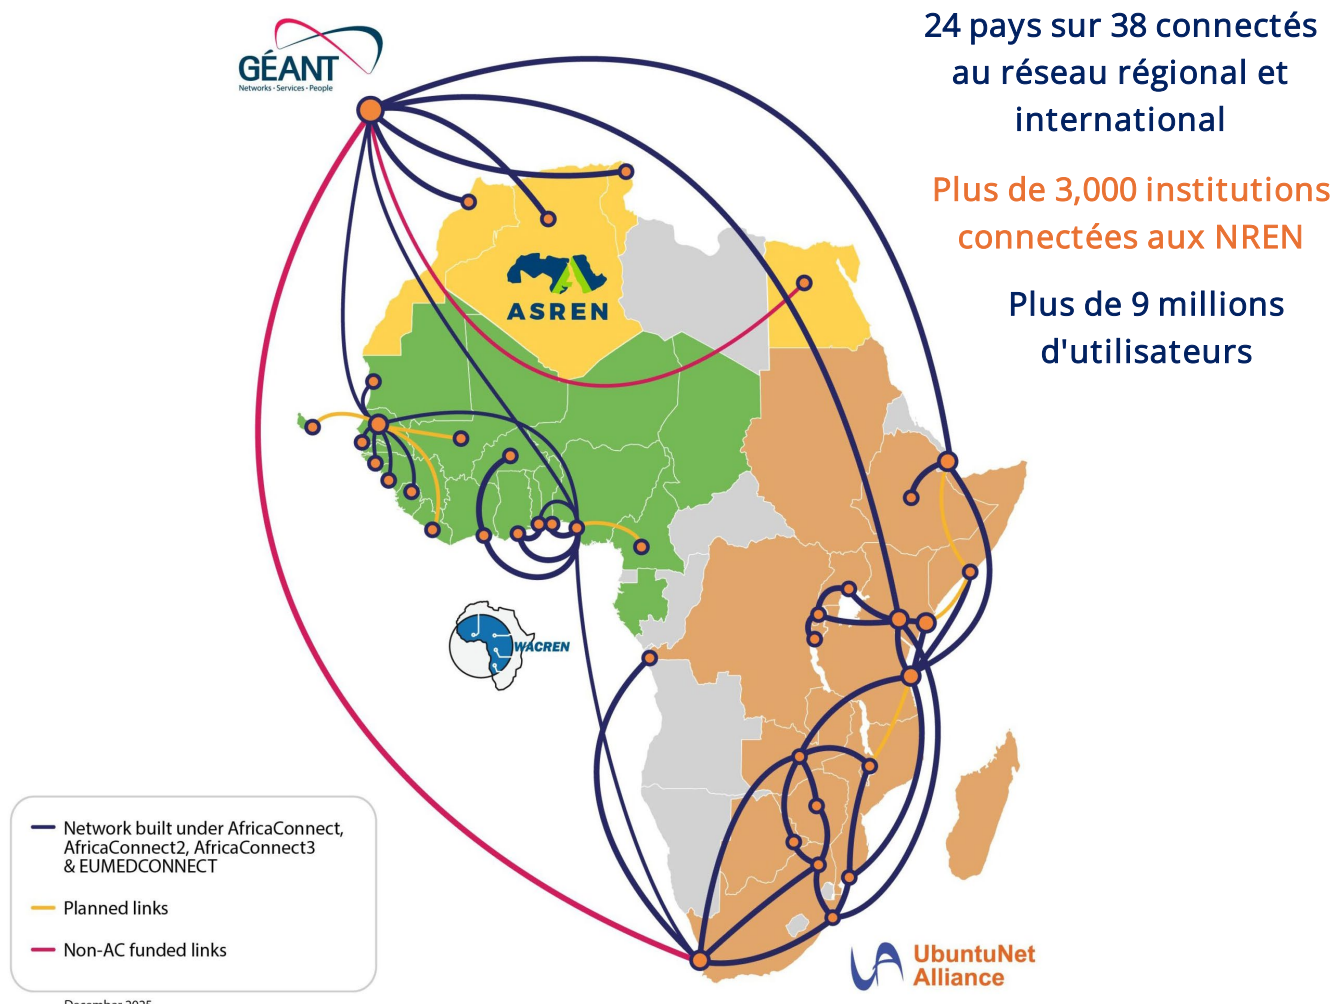 GÉANT
Networks · Services · People
24 pays sur 38 connectés
au réseau régional et
international
Plus de 3,000 institutions
connectées aux NREN
Plus de 9 millions
d'utilisateurs
ASREN
WACREN
Network built under AfricaConnect,
AfricaConnect2, AfricaConnect3
& EUMEDCONNECT
Planned links
Non-AC funded links
UbuntuNet
Alliance
December 2025